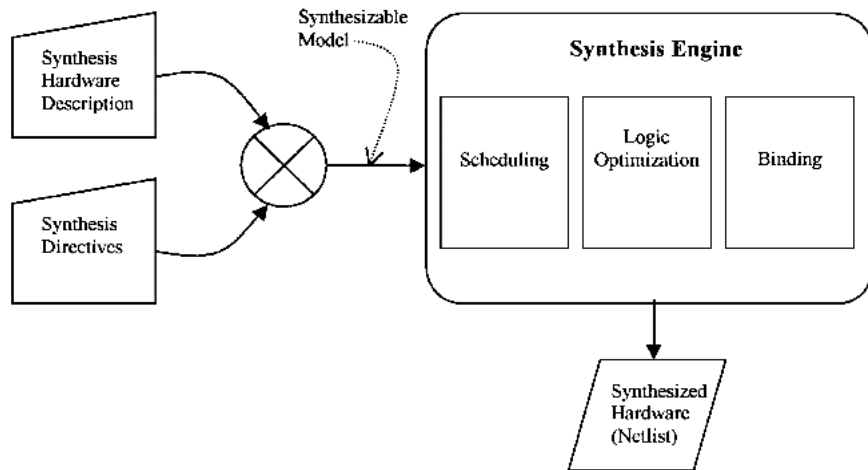 Synthesis
Hardware
Description
Synthesizable
Model
Synthesis Engine
Scheduling
Logic
Optimization
Binding
Synthesis
Directives
Synthesized
Hardware
(Netlist)